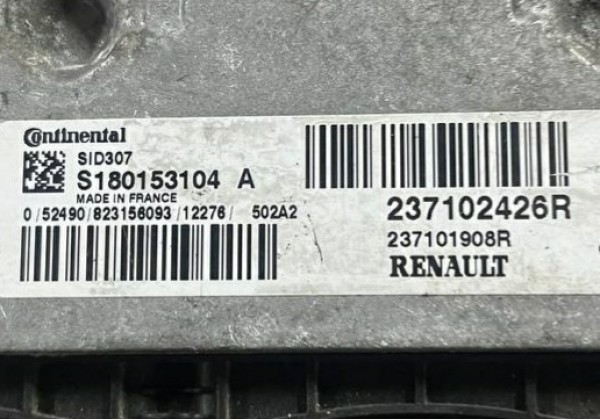 Continental
SID307
S180153104 A
MADE IN FRANCE
0/52490/823156093/12276/ 502A2
237102426R
237101908R
RENAULT